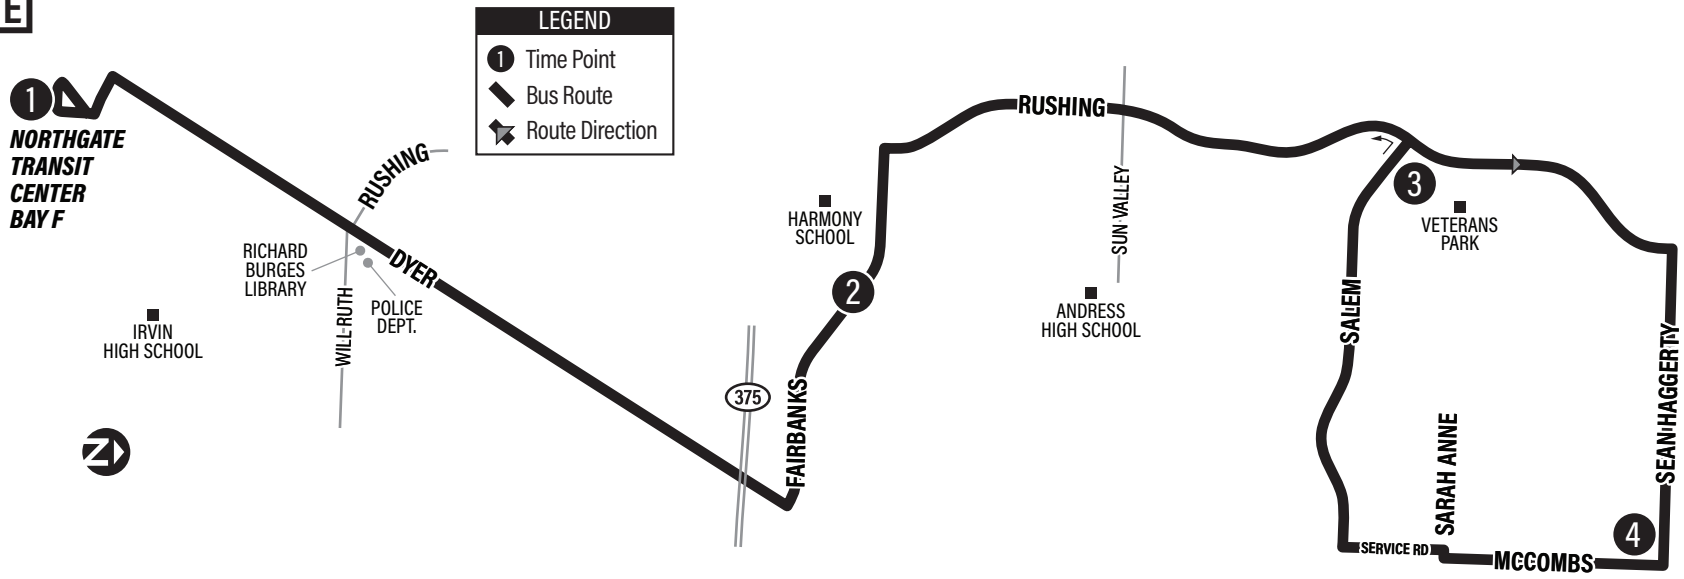 E
LEGEND
1 Time Point
Bus Route
Route Direction
1
NORTHGATE
TRANSIT
CENTER
BAY F
RUSHING
RICHARD
BURGES
LIBRARY
DYER
POLICE
DEPT.
WILL RUTH
IRVIN
HIGH SCHOOL
Z
375
FAIRBANKS
2
HARMONY
SCHOOL
RUSHING
SUN VALLEY
ANDRESS
HIGH SCHOOL
3
VETERANS
PARK
SALEM
SARAH ANNE
SEAN HAGGERTY
4
SERVICE RD
MCCOMBS